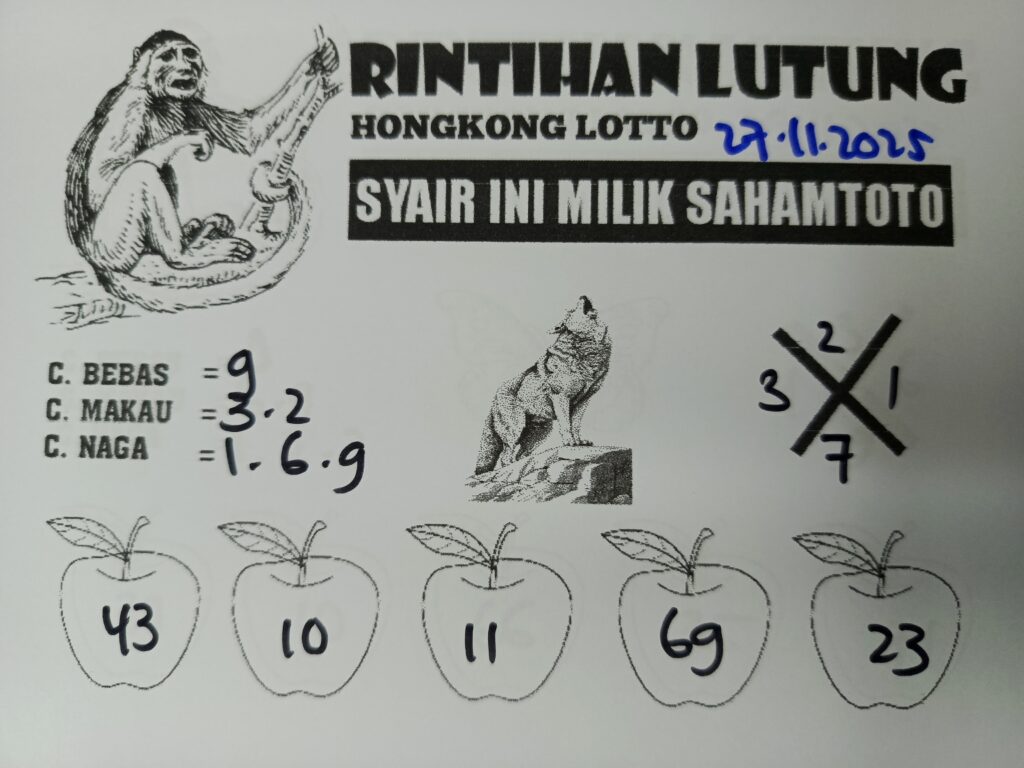 RINTIHAN LUTUNG
HONGKONG LOTTO 27.11.2025
SYAIR INI MILIK SAHAMTOTO
C. BEBAS = 9
C. MAKAU = 3.2
C. NAGA = 1.6.9
2
3 1
7
43 10 11 69 23